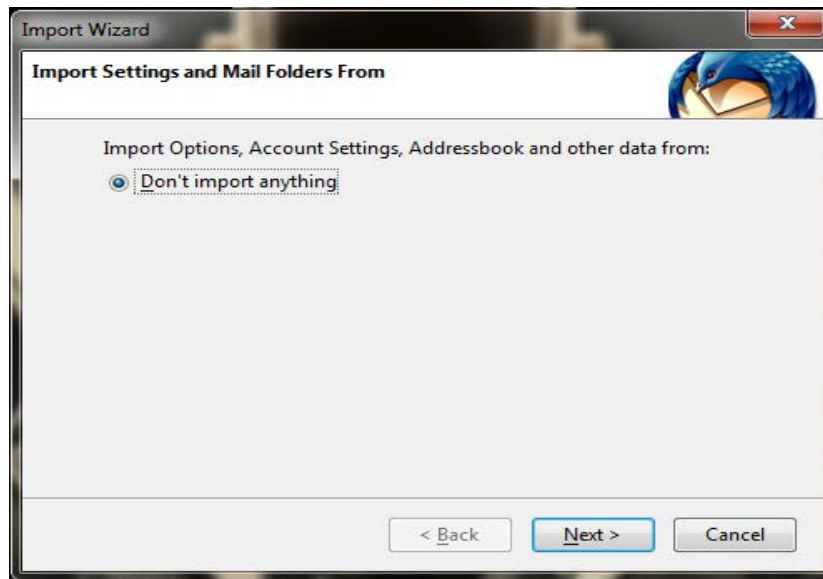 Import Wizard
Import Settings and Mail Folders From
Import Options, Account Settings, Addressbook and other data from:
Don't import anything
< Back
Next >
Cancel